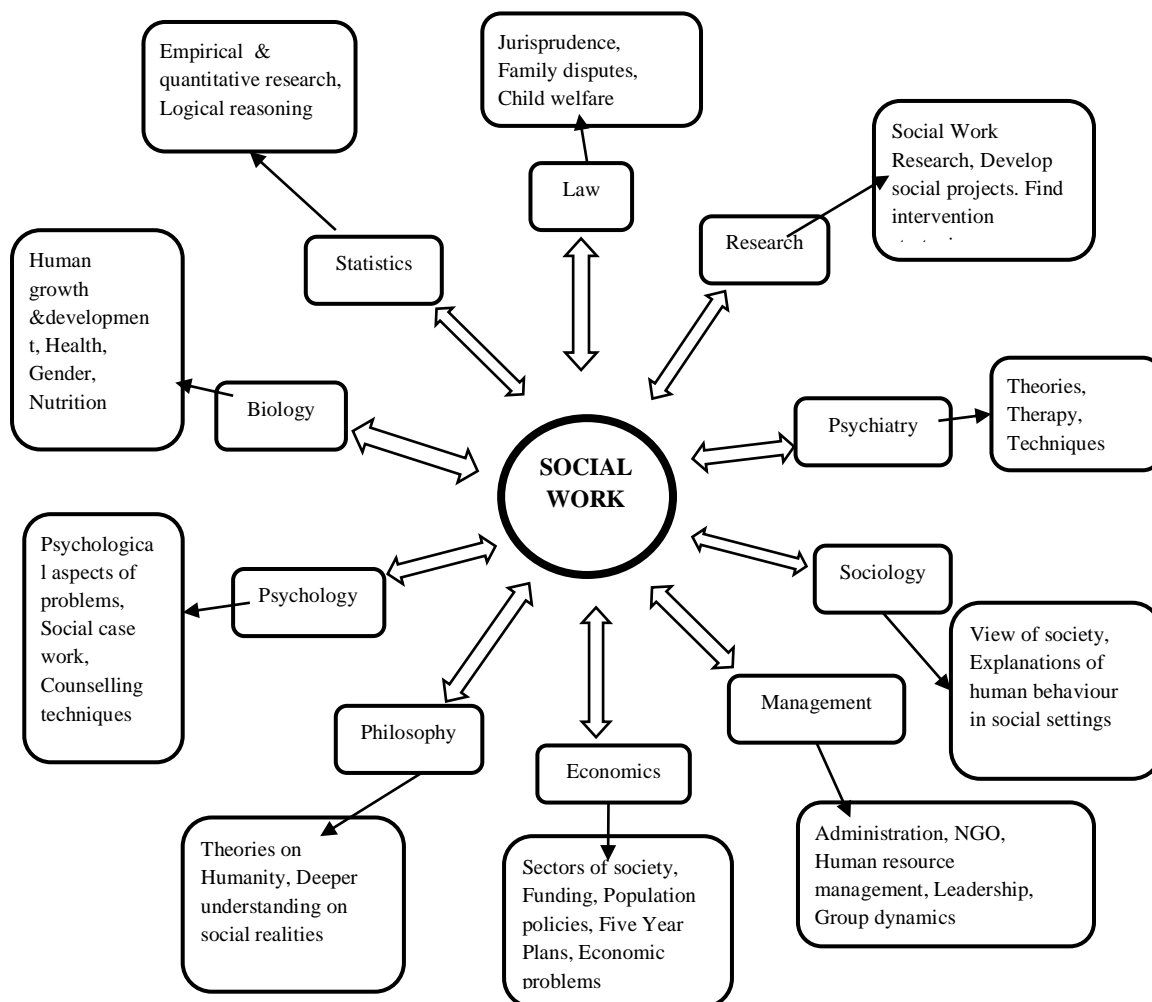 Empirical &
quantitative research,
Logical reasoning
Jurisprudence,
Family disputes,
Child welfare
Social Work
Research, Develop
social projects. Find
intervention
Law
Research
Statistics
Human
growth
&developmen
t, Health,
Gender,
Nutrition
Biology
Psychiatry
Theories,
Therapy,
Techniques
SOCIAL
WORK
Psychologica
l aspects of
problems,
Social case
work,
Counselling
techniques
Psychology
Sociology
View of society,
Explanations of
human behaviour
in social settings
Philosophy
Management
Economics
Theories on
Humanity, Deeper
understanding on
social realities
Sectors of society,
Funding, Population
policies, Five Year
Plans, Economic
problems
Administration, NGO,
Human resource
management, Leadership,
Group dynamics